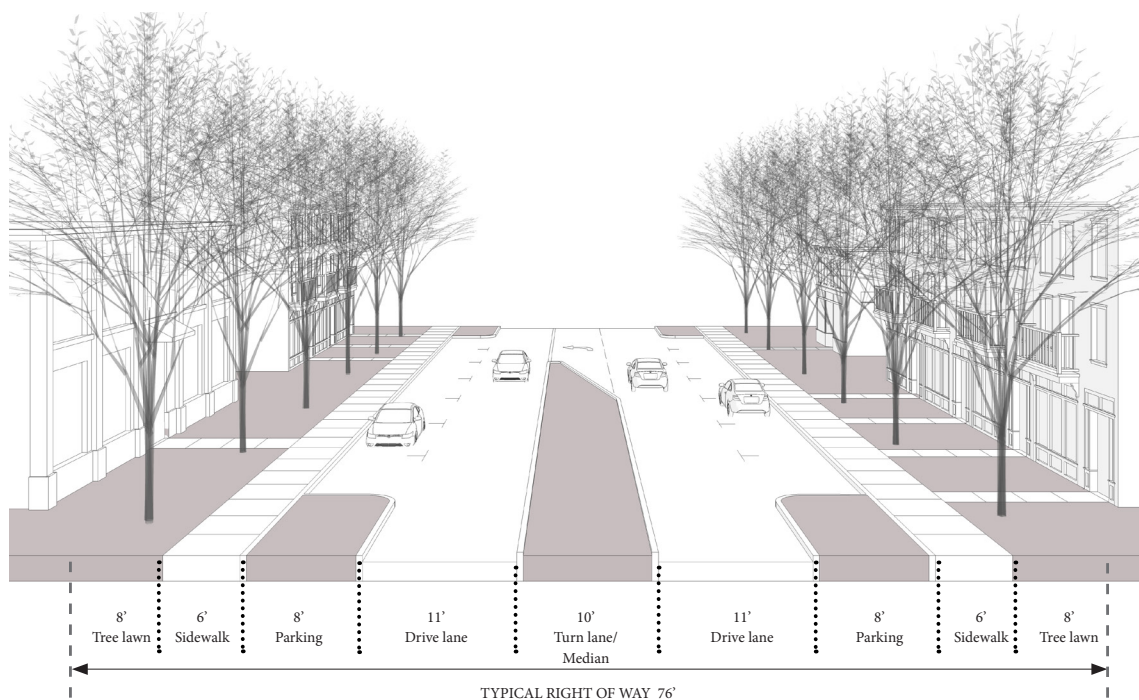 8’
Tree lawn
6’
Sidewalk
8’
Parking
11’
Drive lane
10’
Turn lane/
Median
11’
Drive lane
8’
Parking
6’
Sidewalk
8’
Tree lawn
TYPICAL RIGHT OF WAY 76’